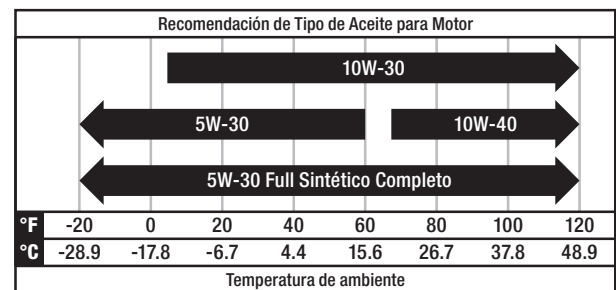 Recomendación de Tipo de Aceite para Motor
10W-30
5W-30 10W-40
5W-30 Full Sintético Completo
°F -20 0 20 40 60 80 100 120
°C -28.9 -17.8 -6.7 4.4 15.6 26.7 37.8 48.9
Temperatura de ambiente